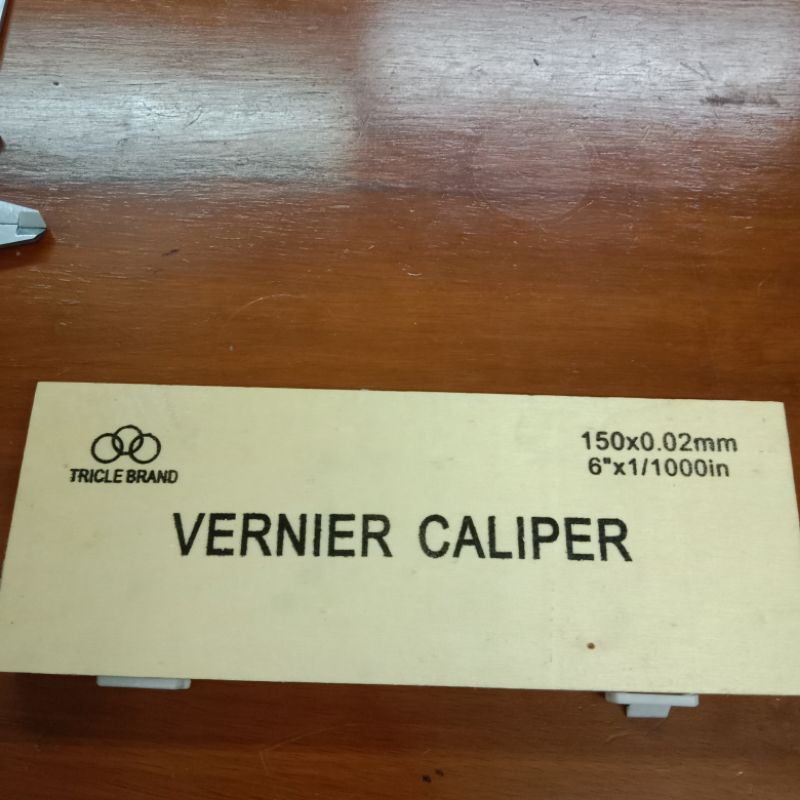 TRICLE BRAND
150x0.02mm
6"x1/1000in
VERNIER CALIPER